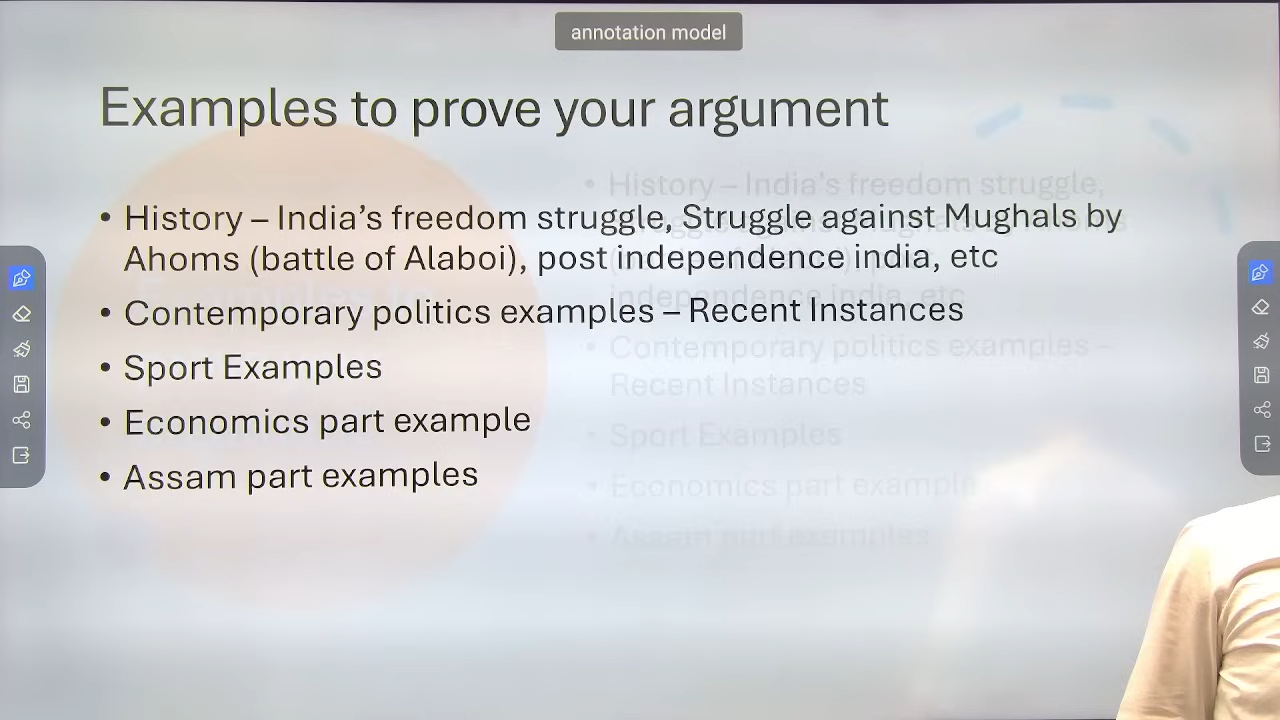 annotation model
Examples to prove your argument
• History – India's freedom struggle, Struggle against Mughals by
Ahoms (battle of Alaboi), post independence india, etc
• Contemporary politics examples – Recent Instances
• Sport Examples
• Economics part example
• Assam part examples